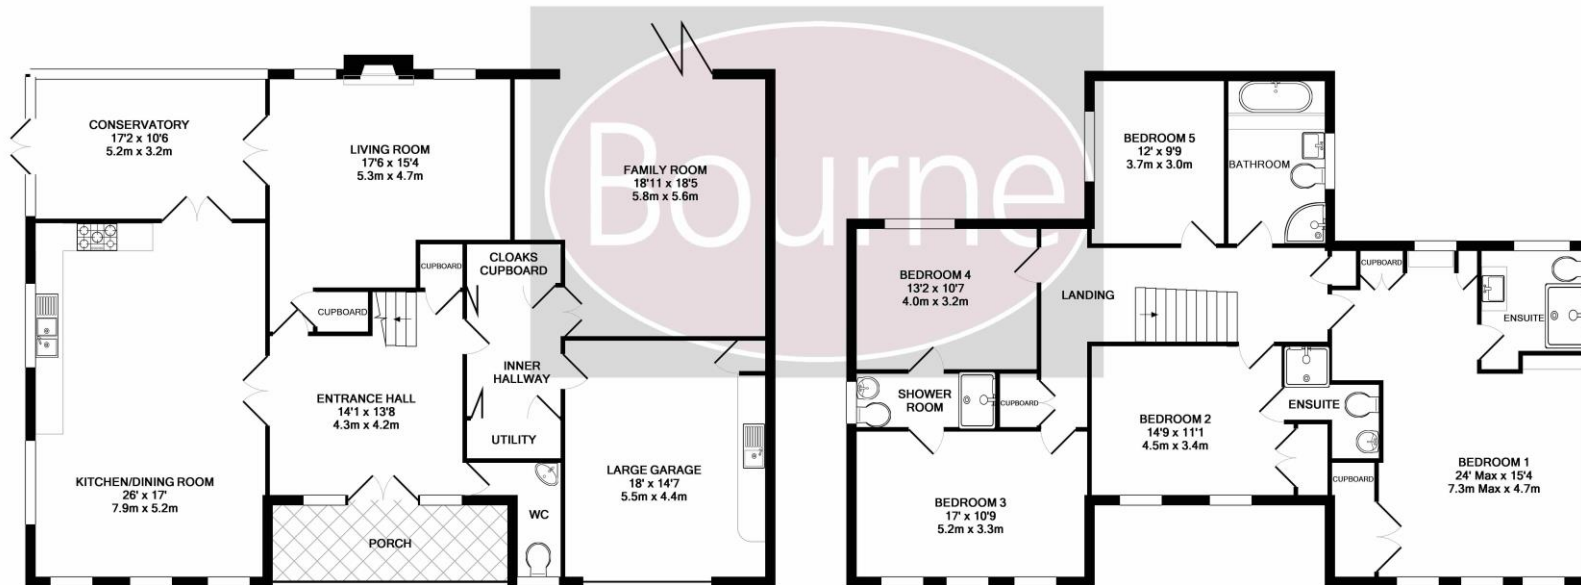 CONSERVATORY
17'2 x 10'6
5.2m x 3.2m
LIVING ROOM
17'6 x 15'4
5.3m x 4.7m
FAMILY ROOM
18'11 x 18'5
5.8m x 5.6m
Bourne
CUPBOARD
CLOAKS
CUPBOARD
CUPBOARD
INNER
HALLWAY
ENTRANCE HALL
14'1 x 13'8
4.3m x 4.2m
UTILITY
KITCHEN/DINING ROOM
26' x 17'
7.9m x 5.2m
LARGE GARAGE
18' x 14'7
5.5m x 4.4m
WC
PORCH
BEDROOM 5
12' x 9'9
3.7m x 3.0m
BATHROOM
BEDROOM 4
13'2 x 10'7
4.0m x 3.2m
LANDING
CUPBOARD
ENSUITE
SHOWER
ROOM
CUPBOARD
BEDROOM 2
14'9 x 11'1
4.5m x 3.4m
ENSUITE
BEDROOM 1
24' Max x 15'4
7.3m Max x 4.7m
CUPBOARD
BEDROOM 3
17' x 10'9
5.2m x 3.3m